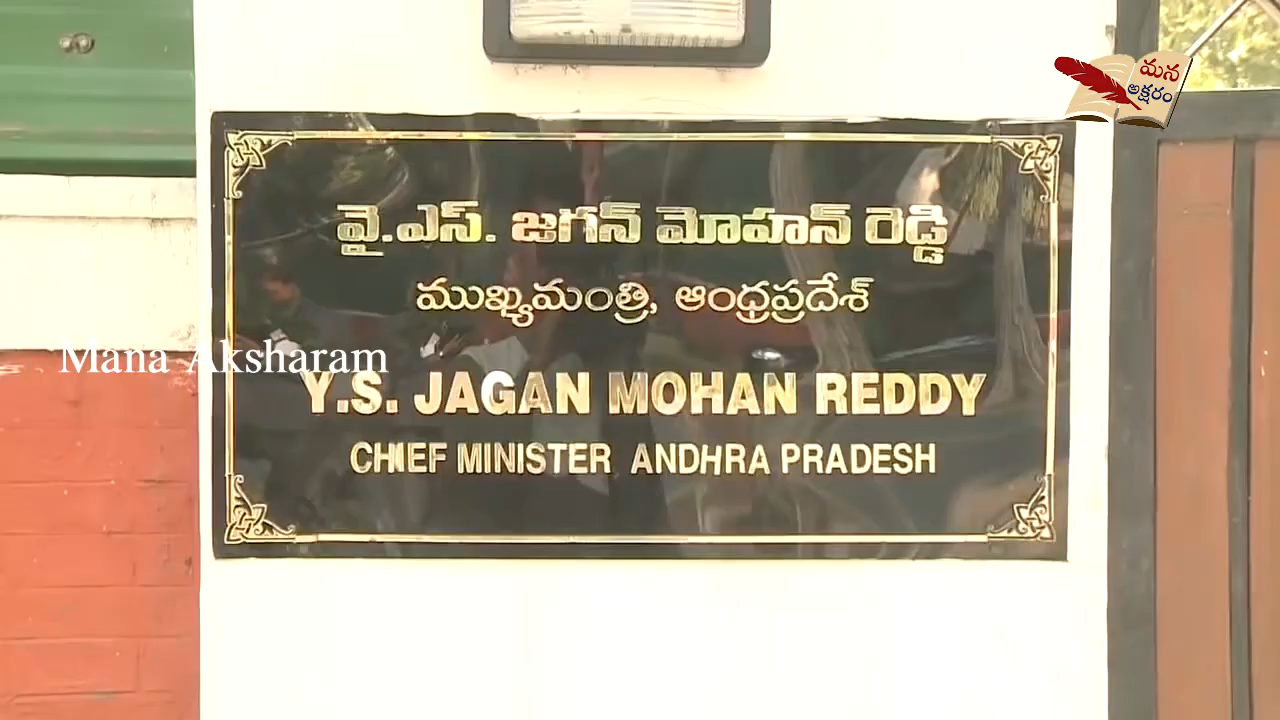 మన
అక్షరం
వై.ఎస్. జగన్ మోహన్ రెడ్డి
ముఖ్యమంత్రి, ఆంధ్రప్రదేశ్
Mana Aksharam
Y.S. JAGAN MOHAN REDDY
CHIEF MINISTER ANDHRA PRADESH